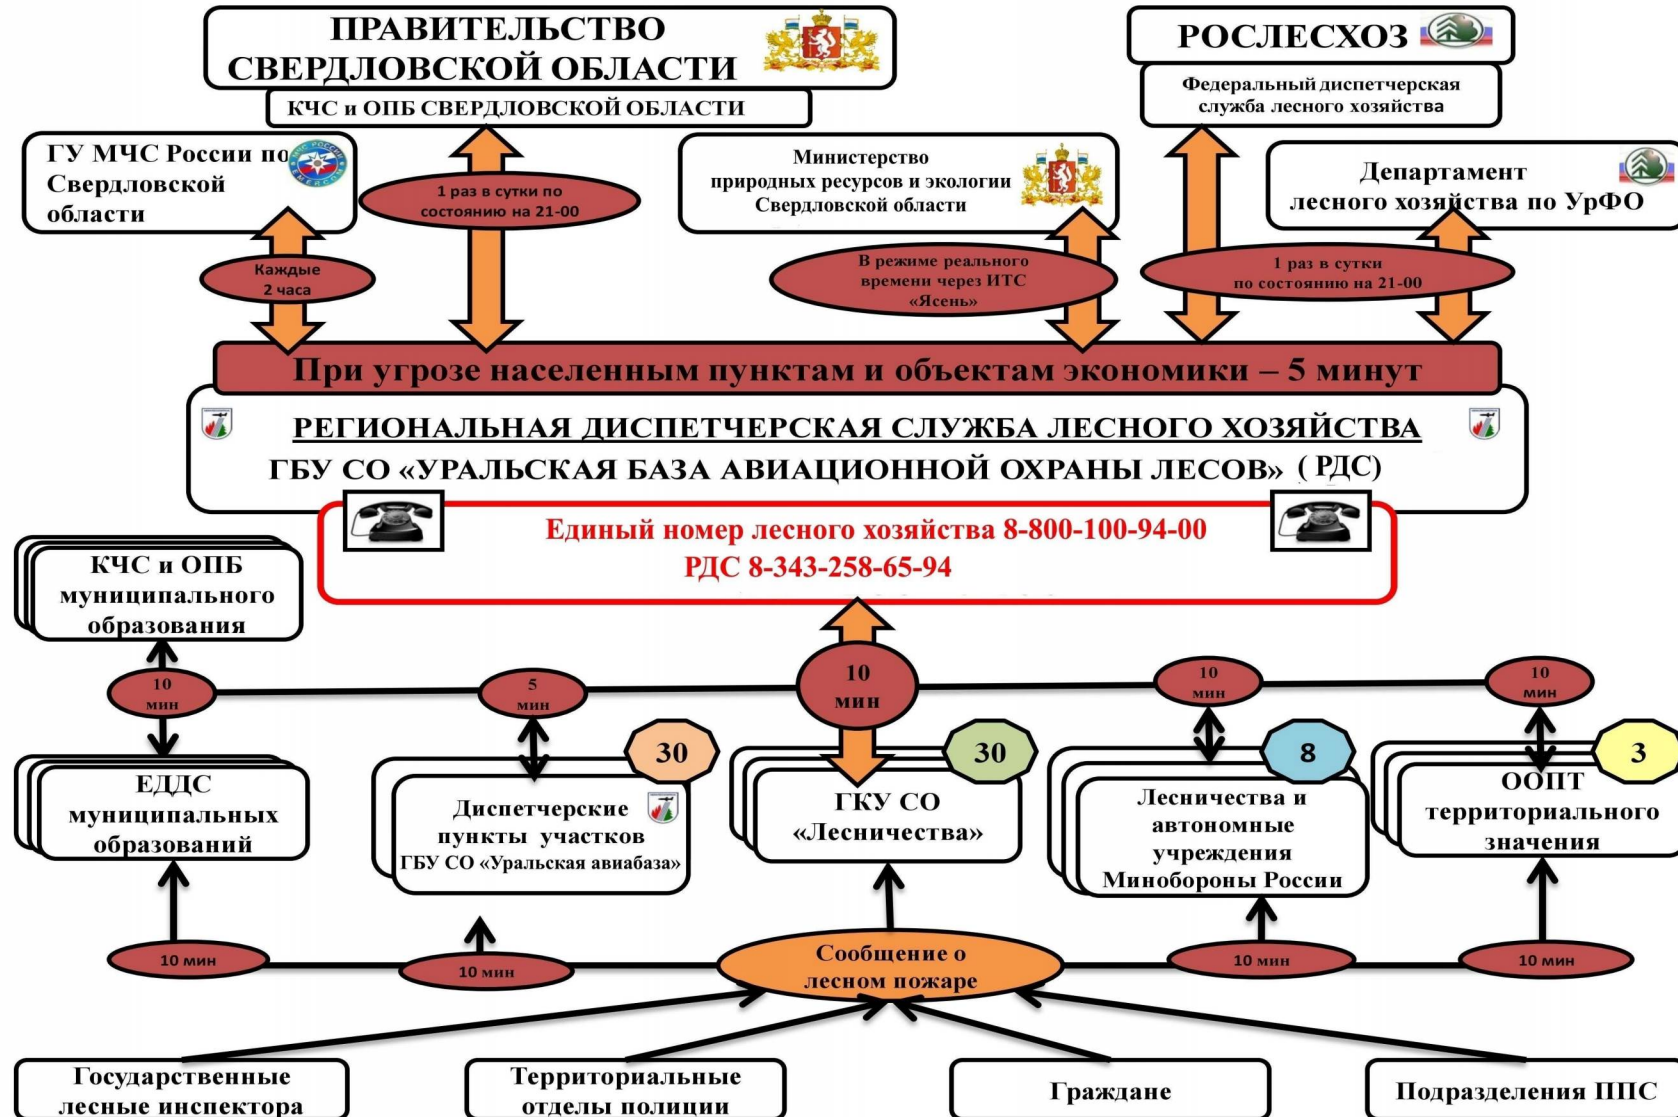 ПРАВИТЕЛЬСТВО
СВЕРДЛОВСКОЙ ОБЛАСТИ
КЧС и ОПБ СВЕРДЛОВСКОЙ ОБЛАСТИ
РОСЛЕСХОЗ
Федеральный диспетчерская
служба лесного хозяйства
ГУ МЧС России по
Свердловской
области
1 раз в сутки по
состоянию на 21-00
Министерство
природных ресурсов и экологии
Свердловской области
Департамент
лесного хозяйства по УрФО
Каждые
2 часа
В режиме реального
времени через ИТС
«Ясень»
1 раз в сутки
по состоянию на 21-00
При угрозе населенным пунктам и объектам экономики – 5 минут
РЕГИОНАЛЬНАЯ ДИСПЕТЧЕРСКАЯ СЛУЖБА ЛЕСНОГО ХОЗЯЙСТВА
ГБУ СО «УРАЛЬСКАЯ БАЗА АВИАЦИОННОЙ ОХРАНЫ ЛЕСОВ» ( РДС)
Единый номер лесного хозяйства 8-800-100-94-00
РДС 8-343-258-65-94
КЧС и ОПБ
муниципального
образования
10
мин
5
мин
10
мин
10
мин
10
мин
ЕДДС
муниципальных
образований
30
Диспетчерские
пункты участков
ГБУ СО «Уральская авиабаза»
30
ГКУ СО
«Лесничества»
8
Лесничества и
автономные
учреждения
Минобороны России
3
ООПТ
территориального
значения
10 мин
10 мин
Сообщение о
лесном пожаре
10 мин
10 мин
Государственные
лесные инспектора
Территориальные
отделы полиции
Граждане
Подразделения ППС